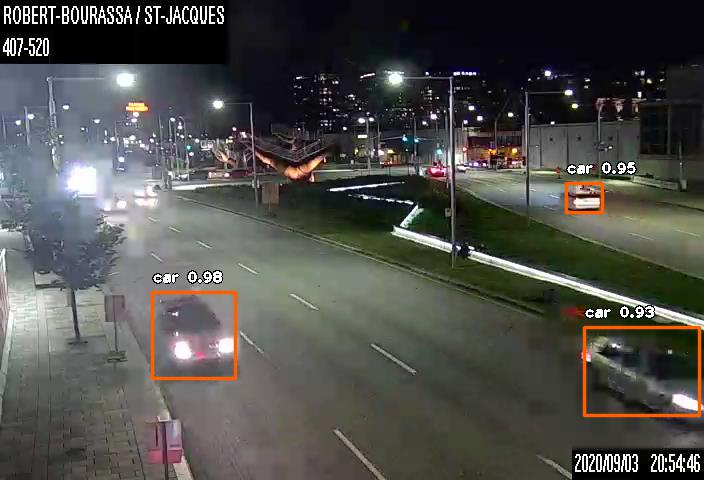 ROBERT-BOURASSA / ST-JACQUES
407-520
car 0.95
car 0.98
car 0.93
2020/09/03 20:54:46